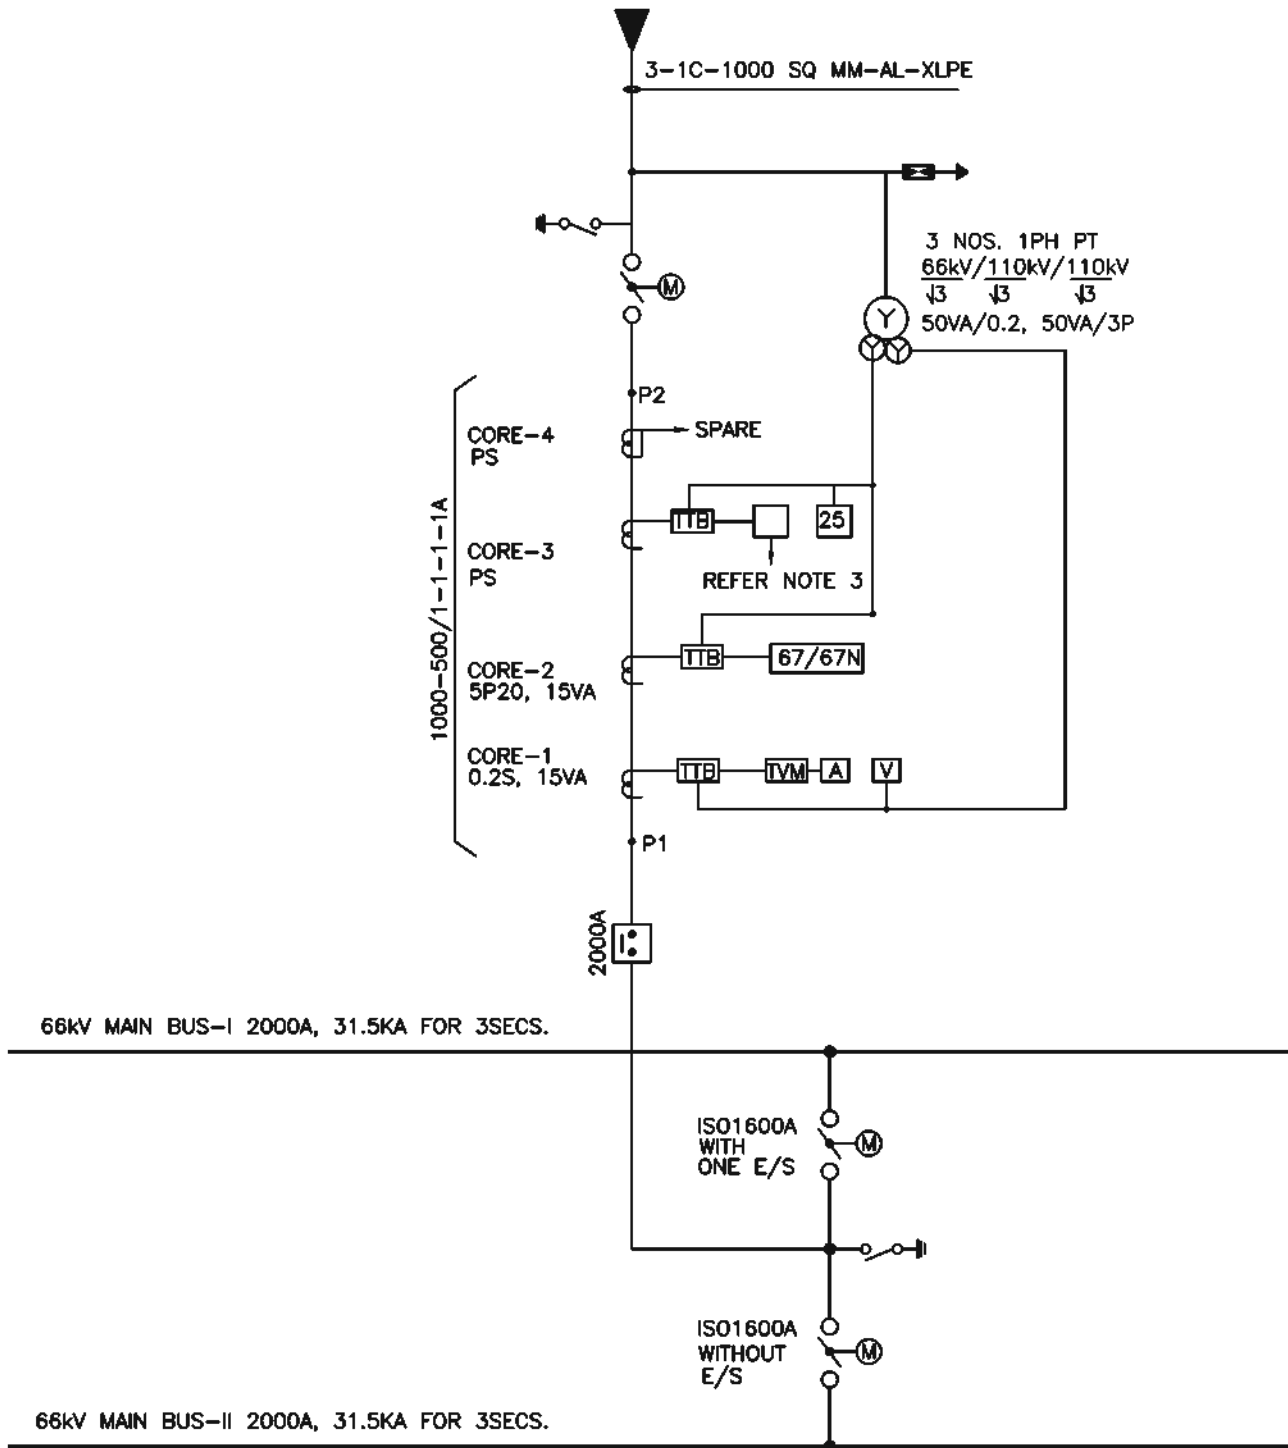 3-1C-1000 SQ MM-AL-XLPE
M
3 NOS. 1PH PT
66kV/110kV/110kV
√3 √3 √3
50VA/0.2, 50VA/3P
Y
Y Y
P2
CORE-4
PS
SPARE
1000-500/1-1-1-1A
TTB
25
CORE-3
PS
REFER NOTE 3
TTB
67/67N
CORE-2
5P20, 15VA
CORE-1
0.2S, 15VA
TTB
TVM
A
V
P1
2000A
66kV MAIN BUS-I 2000A, 31.5KA FOR 3SECS.
ISO1600A
WITH
ONE E/S
M
ISO1600A
WITHOUT
E/S
M
66kV MAIN BUS-II 2000A, 31.5KA FOR 3SECS.